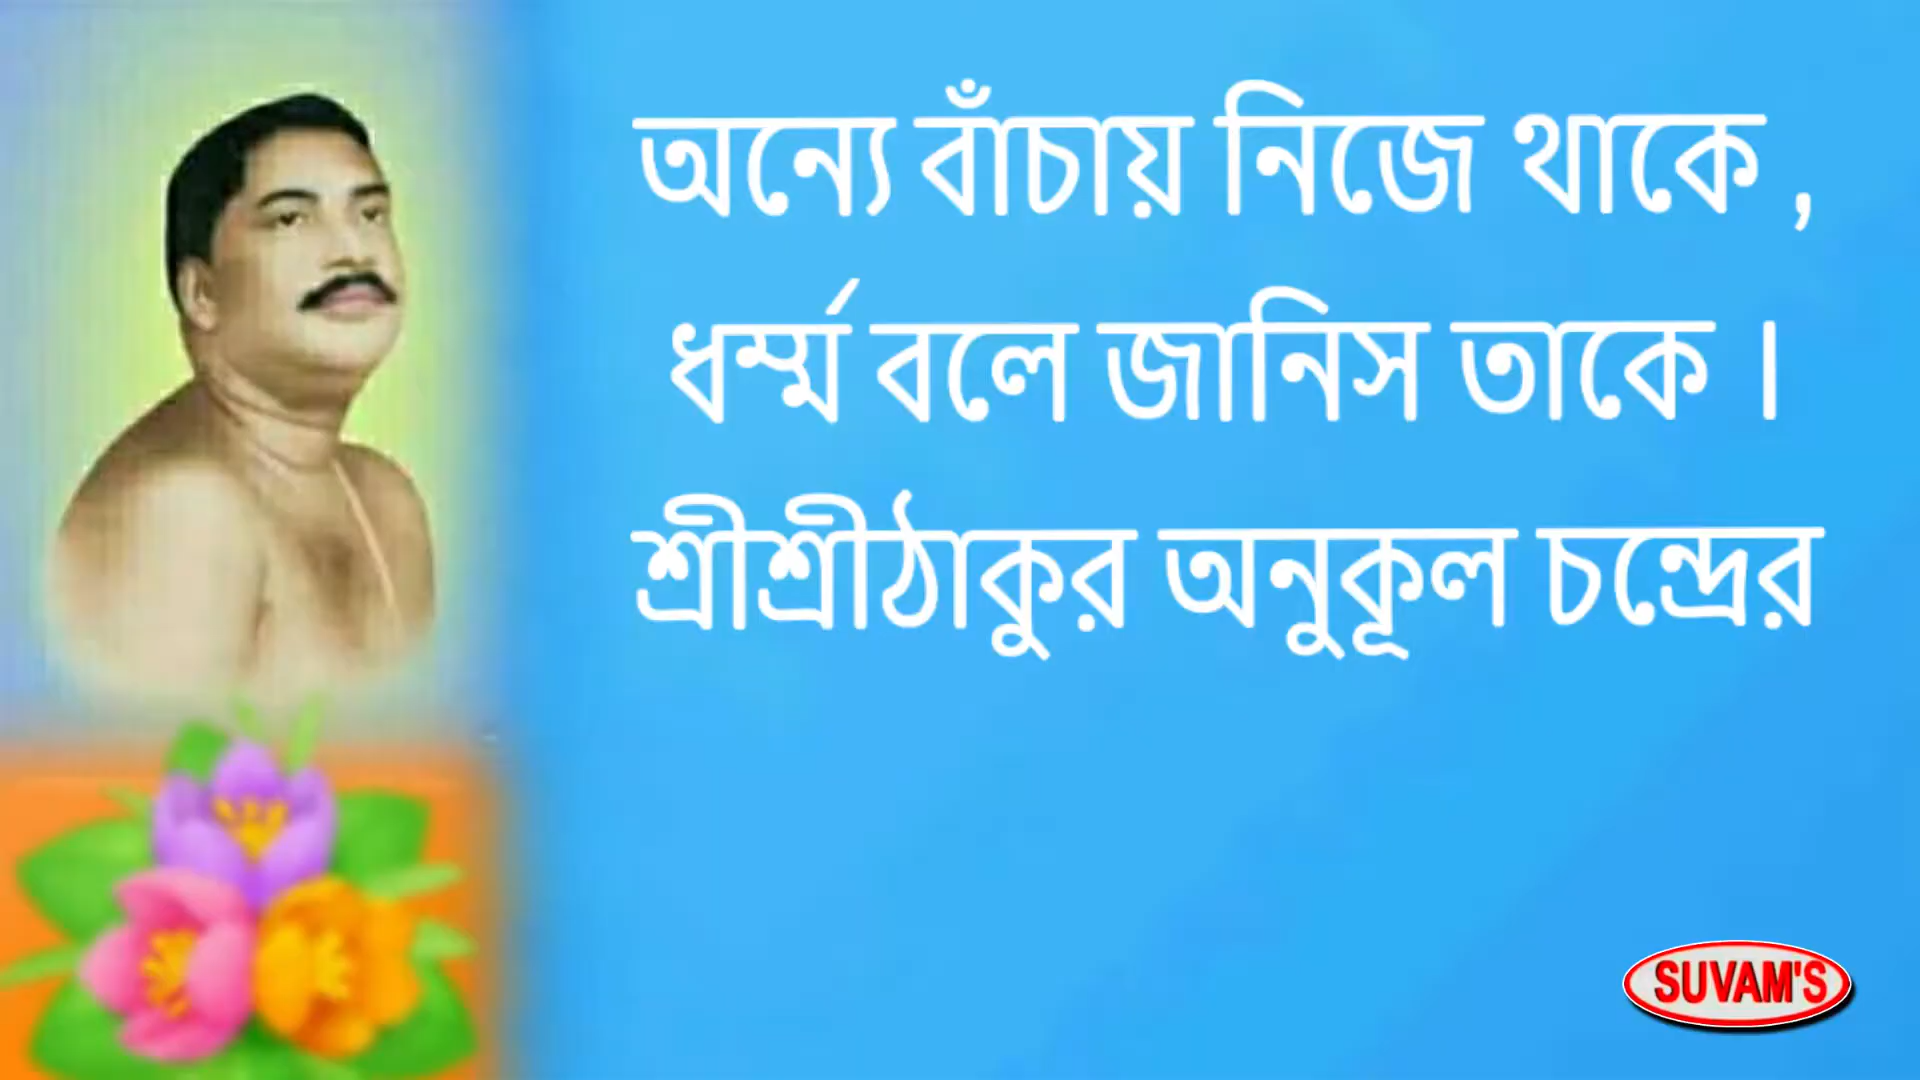 অন্যে বাঁচায় নিজে থাকে ,
ধর্ম্ম বলে জানিস তাকে ।
শ্রীশ্রীঠাকুর অনুকূল চন্দ্রের
SUVAM'S